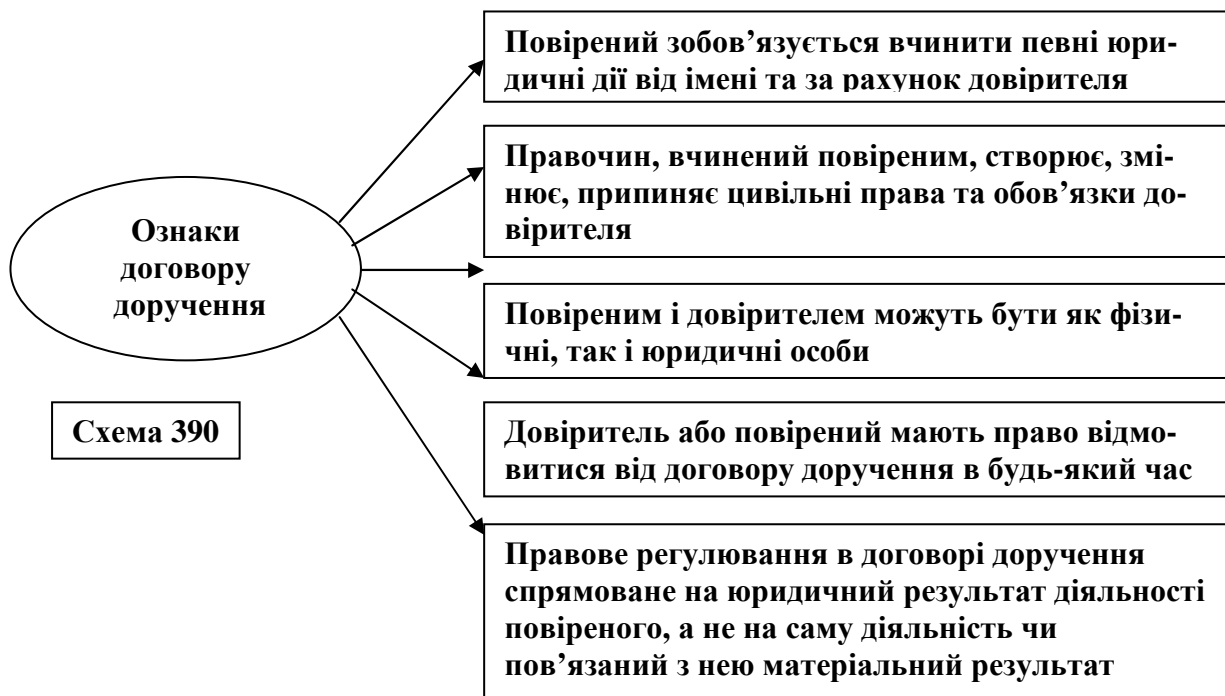 Ознаки
договору
доручення
Схема 390
Повірений зобов’язується вчинити певні юри-
дичні дії від імені та за рахунок довірителя
Правочин, вчинений повіреним, створює, змі-
нює, припиняє цивільні права та обов’язки до-
вірителя
Повіреним і довірителем можуть бути як фізи-
чні, так і юридичні особи
Довіритель або повірений мають право відмо-
витися від договору доручення в будь-який час
Правове регулювання в договорі доручення
спрямоване на юридичний результат діяльності
повіреного, а не на саму діяльність чи
пов’язаний з нею матеріальний результат